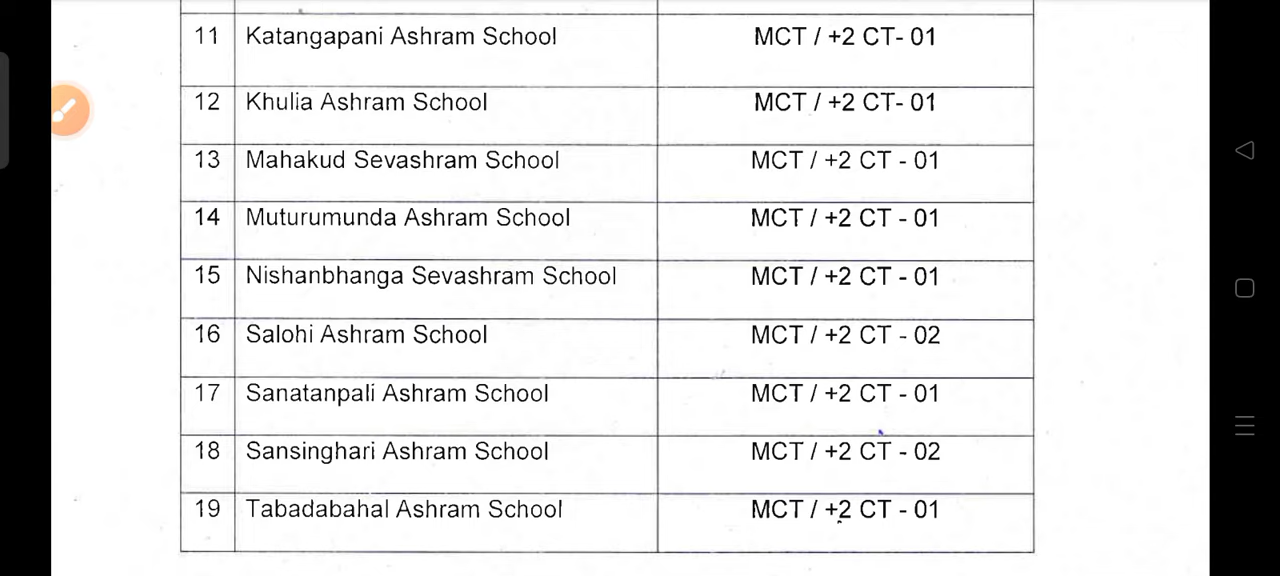 11 Katangapani Ashram School MCT / +2 CT- 01
12 Khulia Ashram School MCT / +2 CT- 01
13 Mahakud Sevashram School MCT / +2 CT - 01
14 Muturumunda Ashram School MCT / +2 CT - 01
15 Nishanbhanga Sevashram School MCT / +2 CT - 01
16 Salohi Ashram School MCT / +2 CT - 02
17 Sanatanpali Ashram School MCT / +2 CT - 01
18 Sansinghari Ashram School MCT / +2 CT - 02
19 Tabadabahal Ashram School MCT / +2 CT - 01